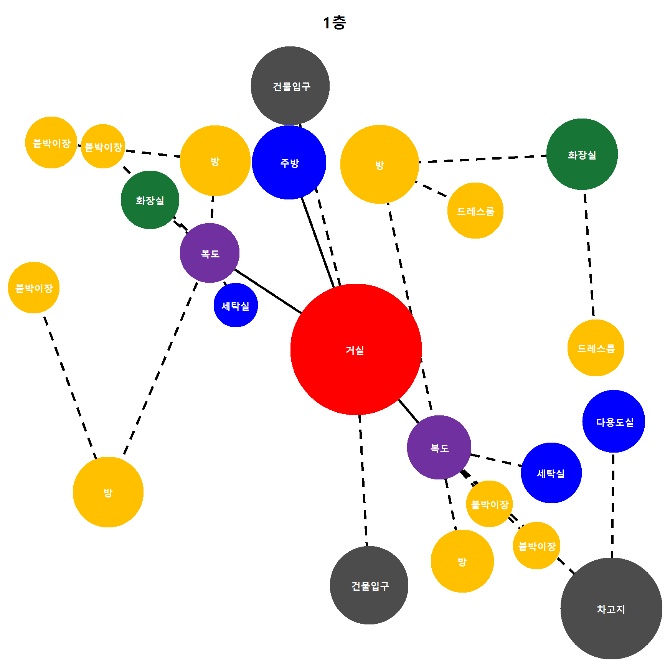 1층
건물입구
붙박이장
붙박이장
방
주방
방
화장실
화장실
드레스룸
복도
붙박이장
세탁실
거실
드레스룸
다용도실
복도
세탁실
방
붙박이장
붙박이장
방
건물입구
차고지